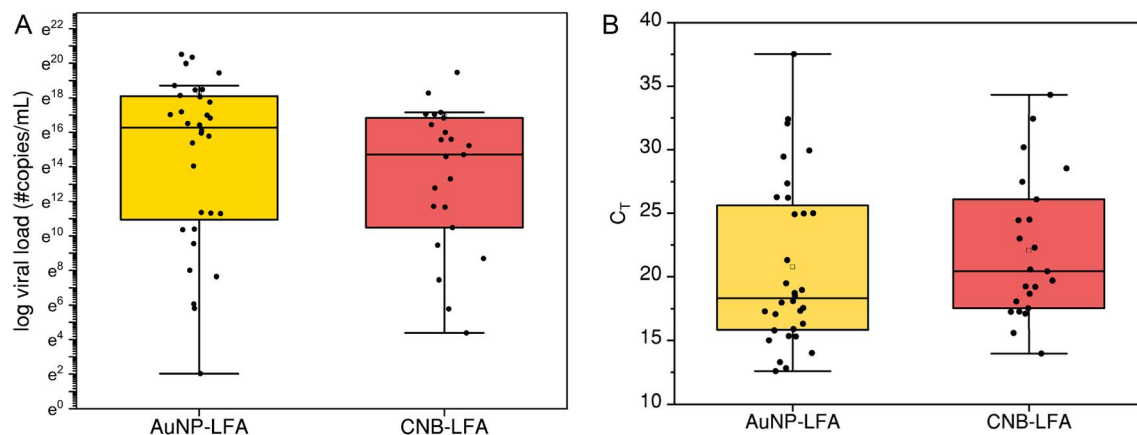 A
log viral load (#copies/mL)
e²²
e²⁰
e¹⁸
e¹⁶
e¹⁴
e¹²
e¹⁰
e⁸
e⁶
e⁴
e²
e⁰
AuNP-LFA
CNB-LFA
B
C_T
40
35
30
25
20
15
10
AuNP-LFA
CNB-LFA